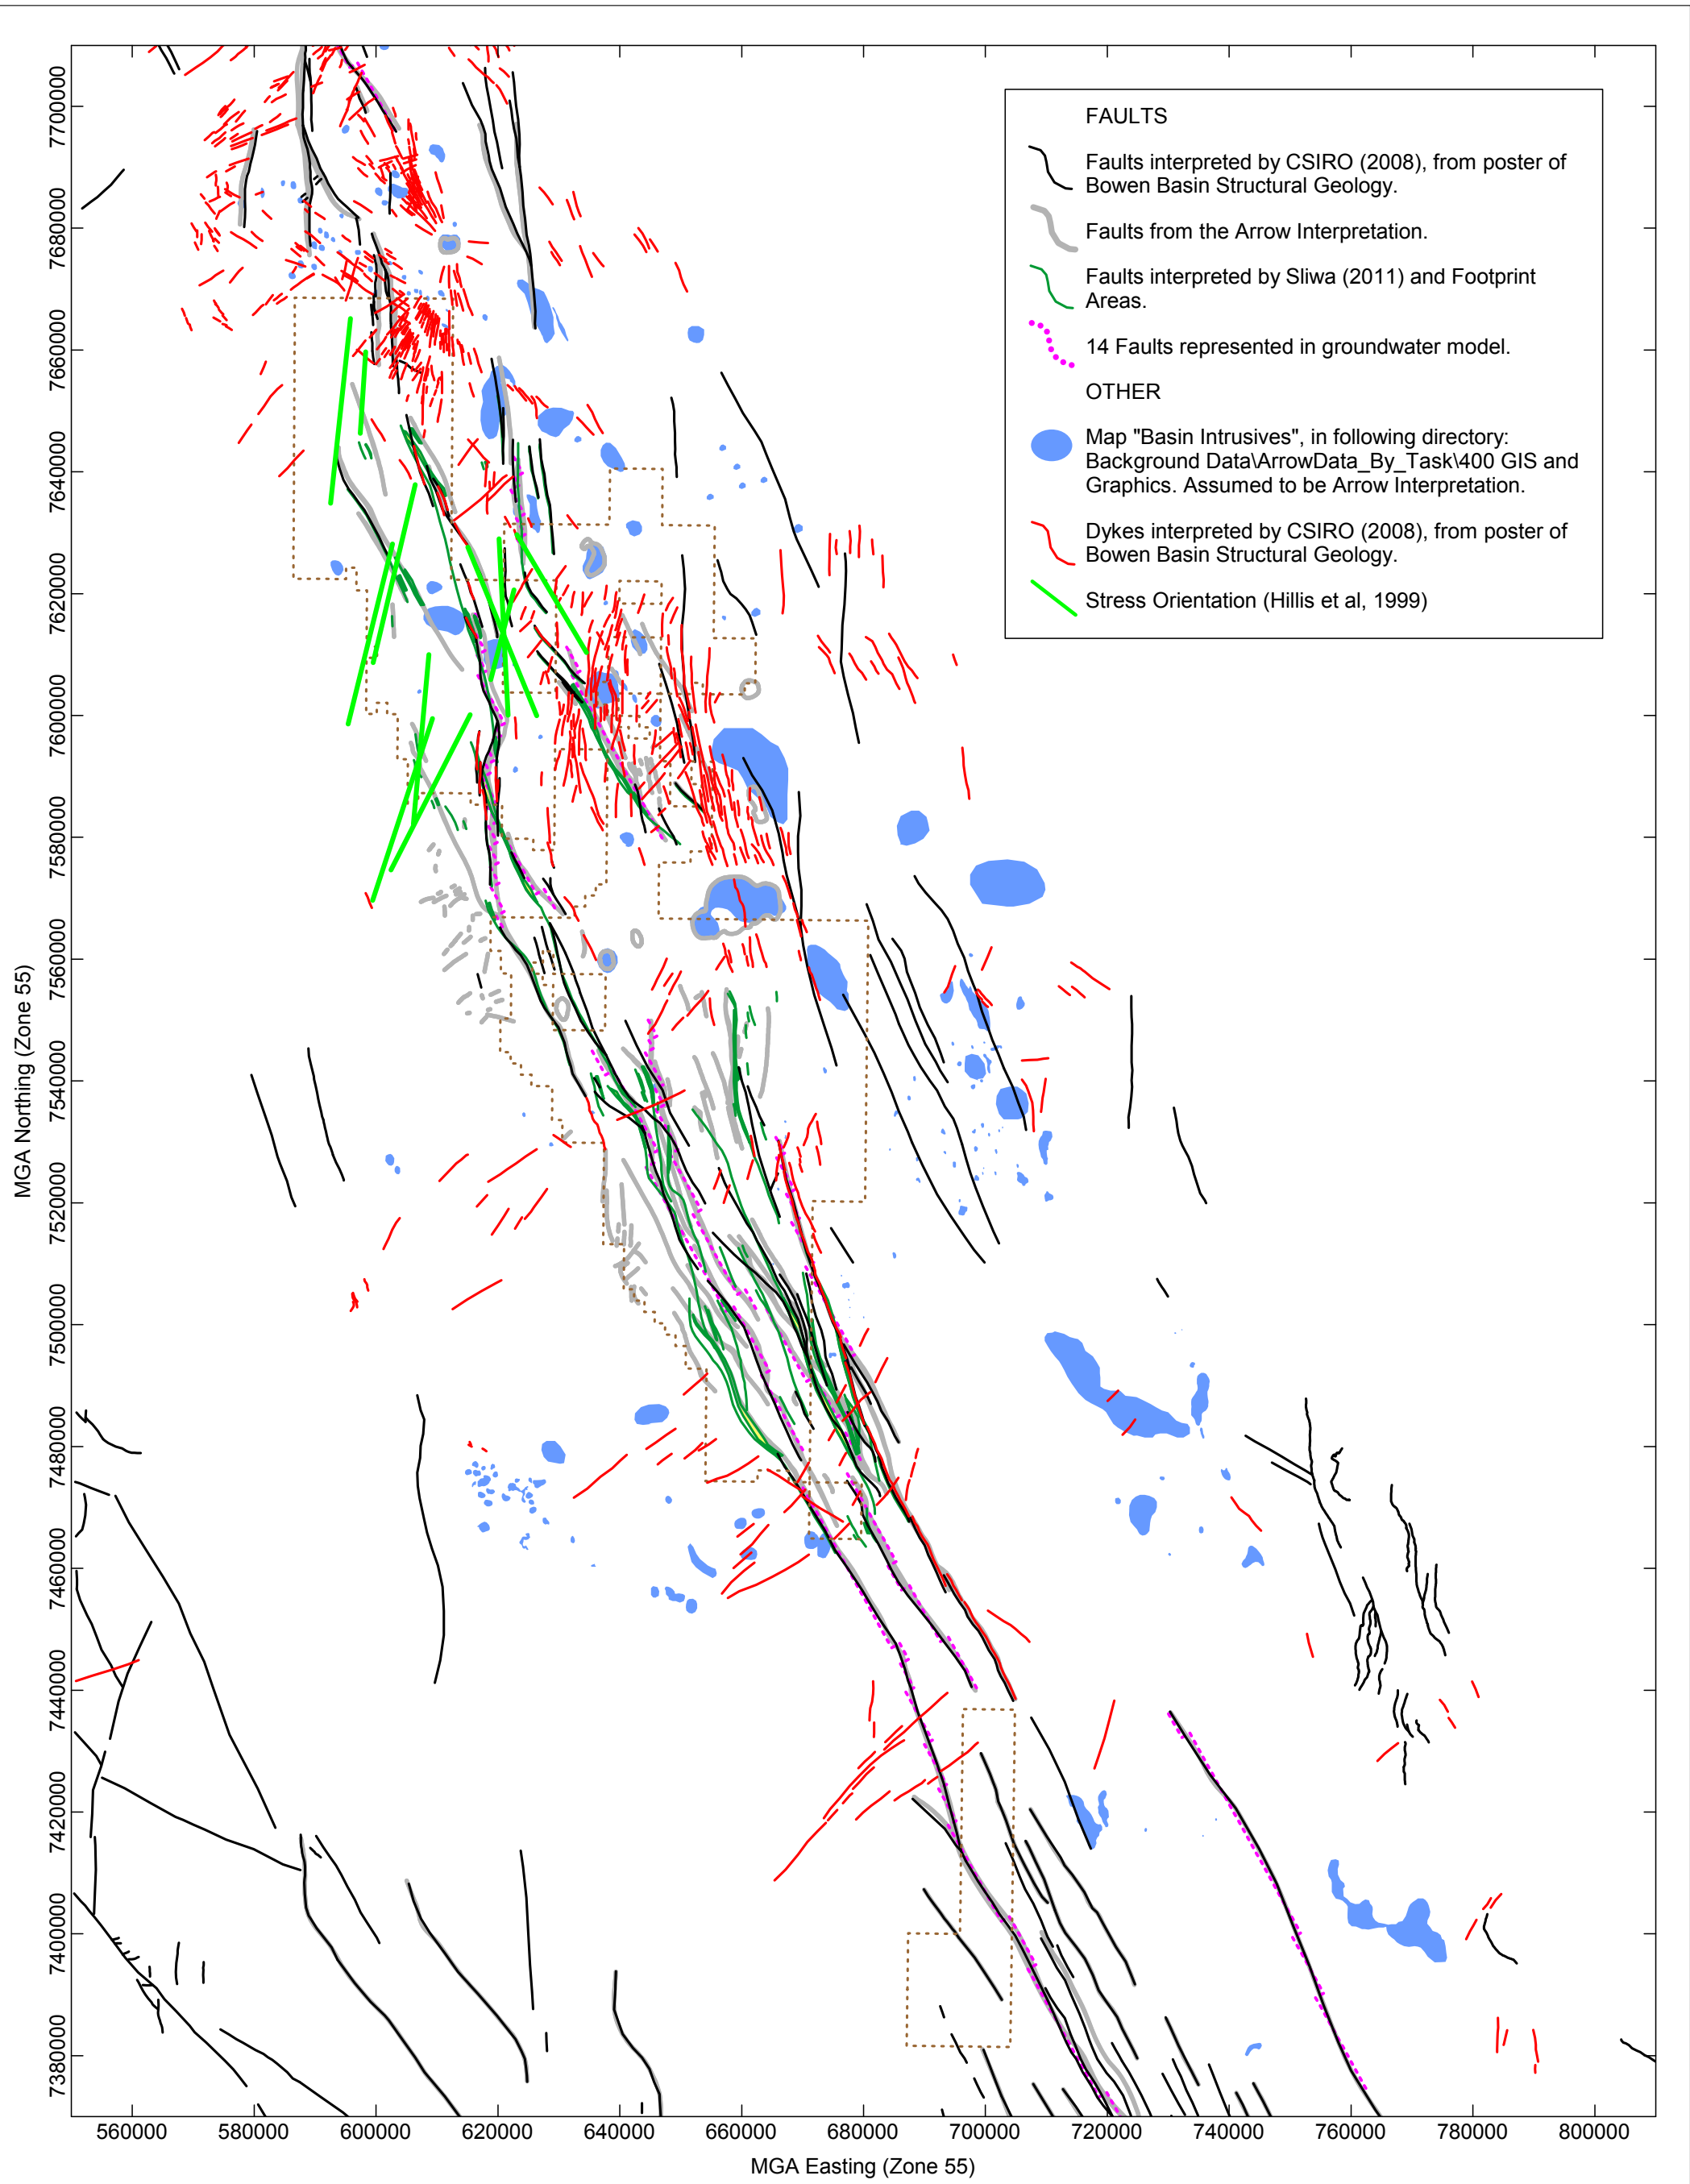 FAULTS
Faults interpreted by CSIRO (2008), from poster of
Bowen Basin Structural Geology.
Faults from the Arrow Interpretation.
Faults interpreted by Sliwa (2011) and Footprint
Areas.
14 Faults represented in groundwater model.
OTHER
Map "Basin Intrusives", in following directory:
Background Data\ArrowData_By_Task\400 GIS and
Graphics. Assumed to be Arrow Interpretation.
Dykes interpreted by CSIRO (2008), from poster of
Bowen Basin Structural Geology.
Stress Orientation (Hillis et al, 1999)
MGA Northing (Zone 55)
7700000
7680000
7660000
7640000
7620000
7600000
7580000
7560000
7540000
7520000
7500000
7480000
7460000
7440000
7420000
7400000
7380000
560000 580000 600000 620000 640000 660000 680000 700000 720000 740000 760000 780000 800000
MGA Easting (Zone 55)